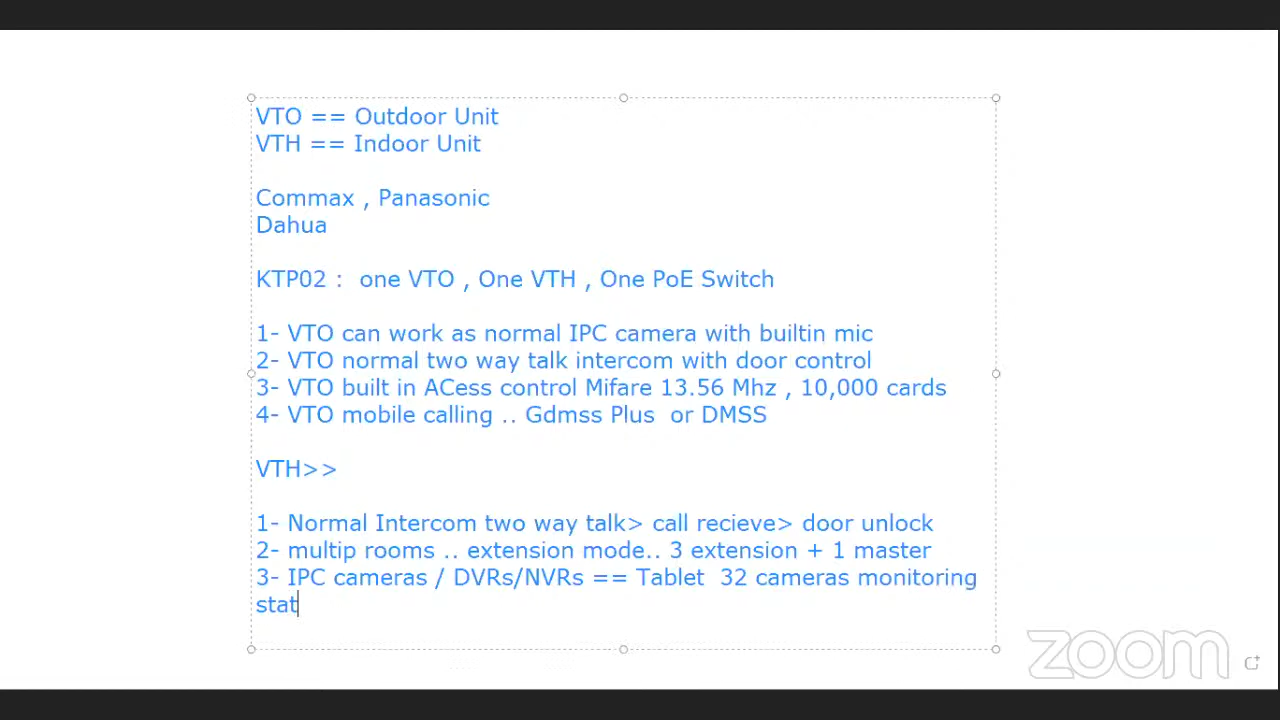 VTO == Outdoor Unit
VTH == Indoor Unit
Commax , Panasonic
Dahua
KTP02 :  one VTO , One VTH , One PoE Switch
1- VTO can work as normal IPC camera with builtin mic
2- VTO normal two way talk intercom with door control
3- VTO built in ACess control Mifare 13.56 Mhz , 10,000 cards
4- VTO mobile calling .. Gdmss Plus  or DMSS
VTH>>
1- Normal Intercom two way talk> call recieve> door unlock
2- multip rooms .. extension mode.. 3 extension + 1 master
3- IPC cameras / DVRs/NVRs == Tablet  32 cameras monitoring
stat
zoom